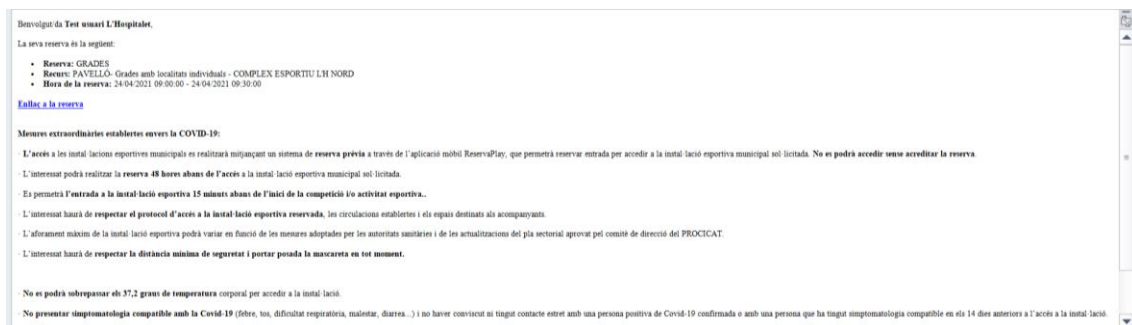 Benvolgut/da Test usuari L'Hospitalet,
La seva reserva és la següent:
• Reserva: GRADES
• Recurs: PAVELLÓ- Grades amb localitats individuals - COMPLEX ESPORTIU L'H NORD
• Hora de la reserva: 24/04/2021 09:00:00 - 24/04/2021 09:30:00
Enllaç a la reserva
Mesures extraordinàries establertes envers la COVID-19:
· L'accés a les instal·lacions esportives municipals es realitzarà mitjançant un sistema de reserva prèvia a través de l'aplicació mòbil ReservaPlay, que permetrà reservar entrada per accedir a la instal·lació esportiva municipal sol·licitada. No es podrà accedir sense acreditar la reserva.
· L'interessat podrà realitzar la reserva 48 hores abans de l'accés a la instal·lació esportiva municipal sol·licitada.
· Es permetrà l'entrada a la instal·lació esportiva 15 minuts abans de l'inici de la competició i/o activitat esportiva..
· L'interessat haurà de respectar el protocol d'accés a la instal·lació esportiva reservada, les circulacions establertes i els espais destinats als acompanyants.
· L'aforament màxim de la instal·lació esportiva podrà variar en funció de les mesures adoptades per les autoritats sanitàries i de les actualitzacions del pla sectorial aprovat pel comitè de direcció del PROCICAT.
· L'interessat haurà de respectar la distància mínima de seguretat i portar posada la mascareta en tot moment.
· No es podrà sobrepassar els 37,2 graus de temperatura corporal per accedir a la instal·lació.
· No presentar simptomatologia compatible amb la Covid-19 (febre, tos, dificultat respiratòria, malestar, diarrea...) i no haver conviscut ni tingut contacte estret amb una persona positiva de Covid-19 confirmada o amb una persona que ha tingut simptomatologia compatible en els 14 dies anteriors a l'accés a la instal·lació.